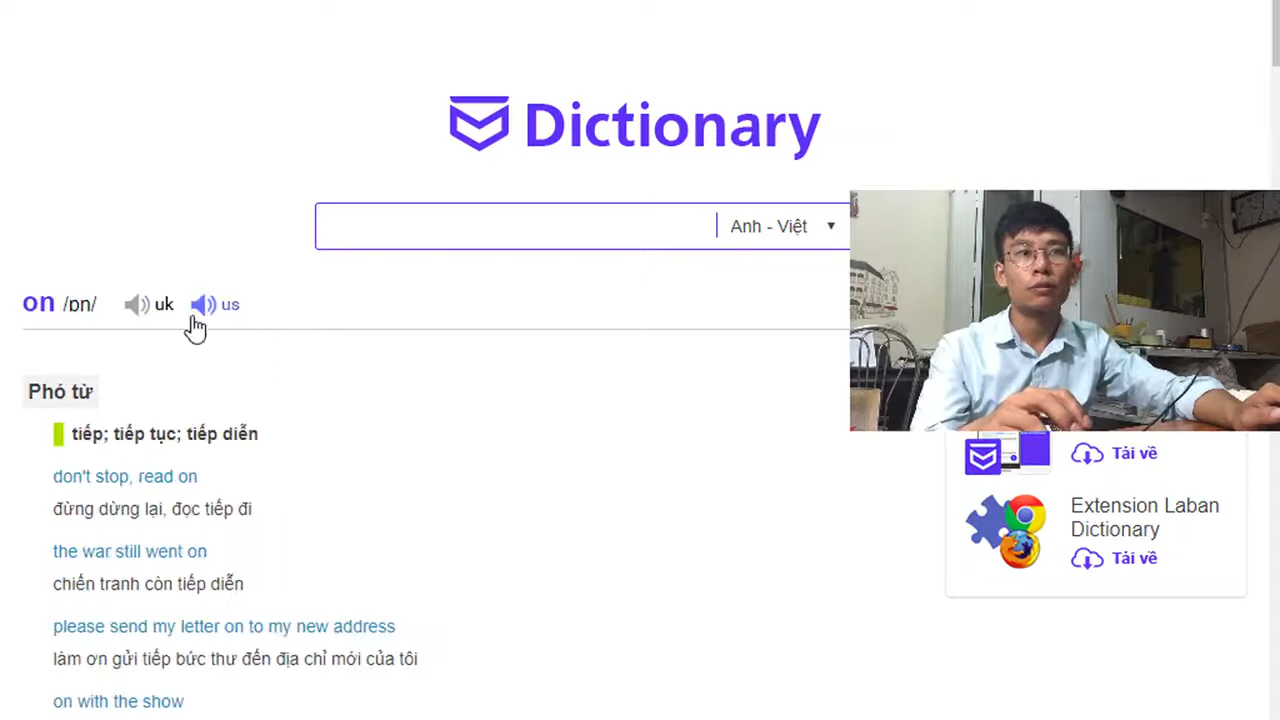 Dictionary
Anh - Việt ▼
on /ɒn/ uk us
Phó từ
tiếp; tiếp tục; tiếp diễn
don't stop, read on
đừng dừng lại, đọc tiếp đi
the war still went on
chiến tranh còn tiếp diễn
please send my letter on to my new address
làm ơn gửi tiếp bức thư đến địa chỉ mới của tôi
on with the show
Tải về
Extension Laban
Dictionary
Tải về